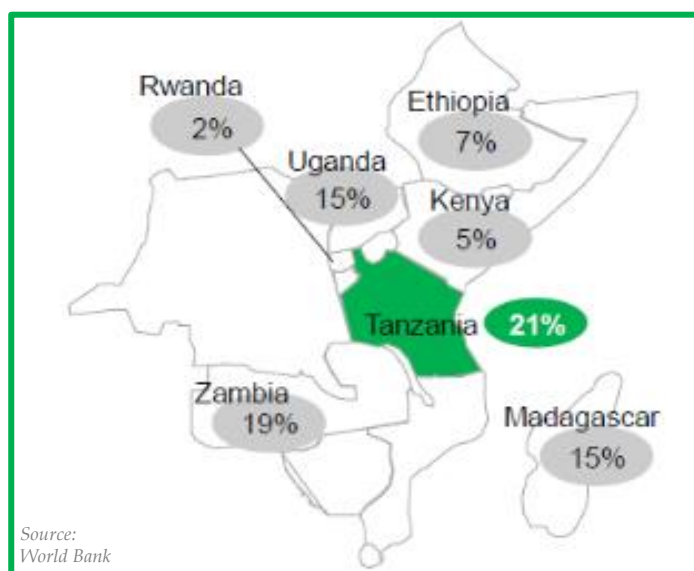 Rwanda
2%
Ethiopia
7%
Uganda
15%
Kenya
5%
Tanzania 21%
Zambia
19%
Madagascar
15%
Source:
World Bank